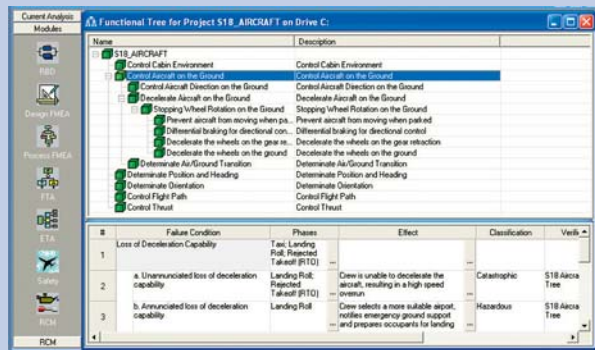 Current Analysis
Modules
RBD
Design FMEA
Process FMEA
FTA
ETA
Safety
RCM
RCM
Functional Tree for Project S18_AIRCRAFT on Drive C:
Name Description
S18_AIRCRAFT
Control Cabin Environment Control Cabin Environment
Control Aircraft on the Ground Control Aircraft on the Ground
Control Aircraft Direction on the Ground Control Aircraft Direction on the Ground
Decelerate Aircraft on the Ground Decelerate Aircraft on the Ground
Stopping Wheel Rotation on the Ground Stopping Wheel Rotation on the Ground
Prevent aircraft from moving when pa... Prevent aircraft from moving when parked
Differential braking for directional con... Differential braking for directional control
Decelerate the wheels on the gear re... Decelerate the wheels on the gear retraction
Decelerate the wheels on the ground Decelerate the wheels on the ground
Determinate Air/Ground Transition Determinate Air/Ground Transition
Determinate Position and Heading Determinate Position and Heading
Determinate Orientation Determinate Orientation
Control Flight Path Control Flight Path
Control Thrust Control Thrust
# Failure Condition Phases Effect Classification Verific
1 Loss of Deceleration Capability Taxi; Landing Roll; Rejected Takeoff (RTO) ... ...
2 a. Unannunciated loss of deceleration capability Landing Roll; Rejected Takeoff (RTO) ... Crew is unable to decelerate the aircraft, resulting in a high speed overrun ... Catastrophic S18 Aircra Tree
3 b. Annunciated loss of deceleration capability Landing Roll ... Crew selects a more suitable airport, notifies emergency ground support and prepares occupants for landing ... Hazardous S18 Aircra Tree